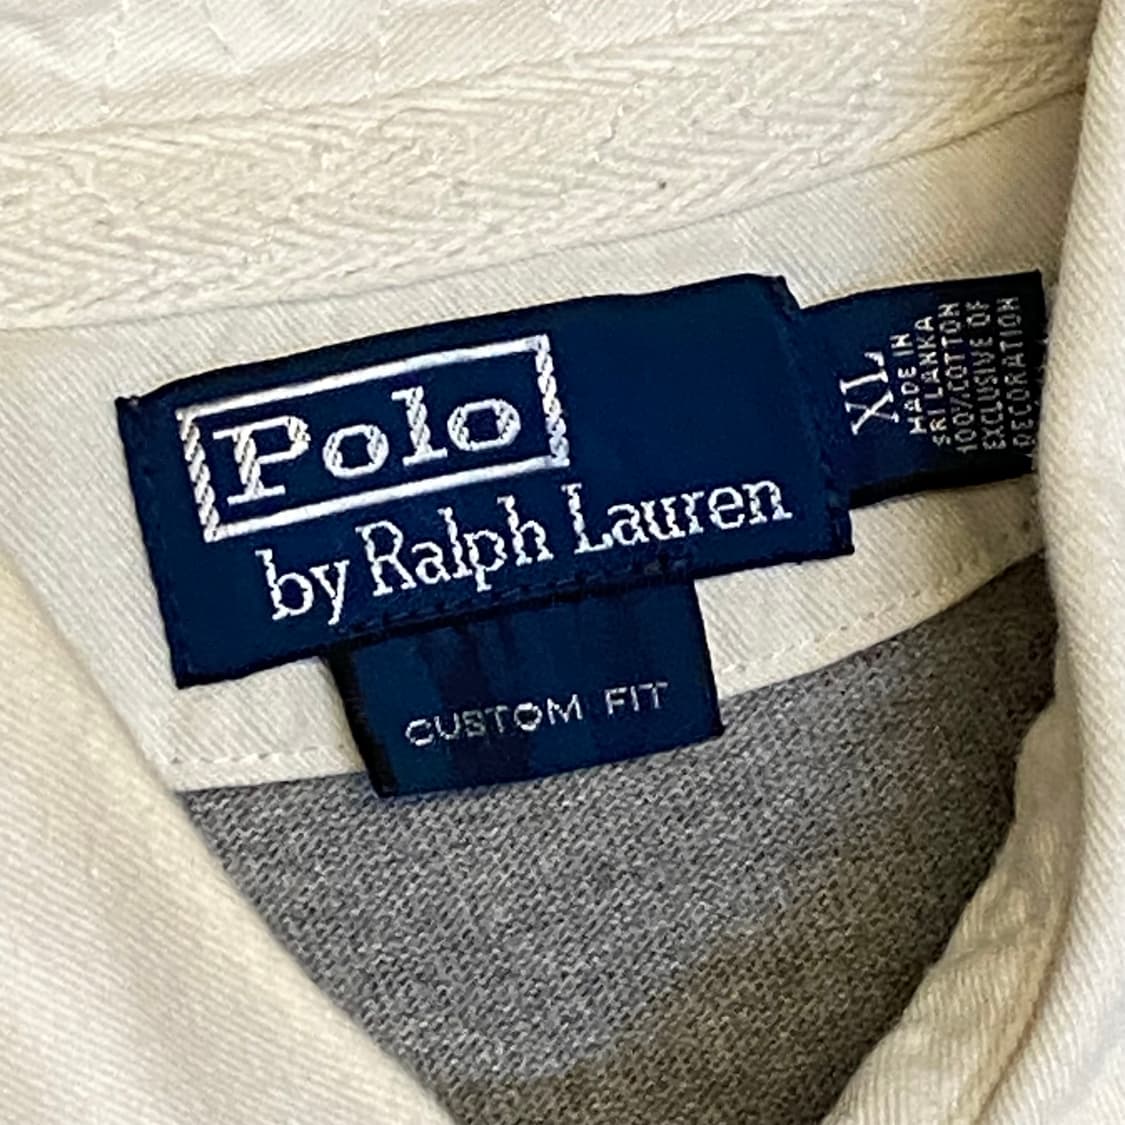 Polo
by Ralph Lauren
CUSTOM FIT
XL
MADE IN
SRI LANKA
100% COTTON
EXCLUSIVE OF
DECORATION